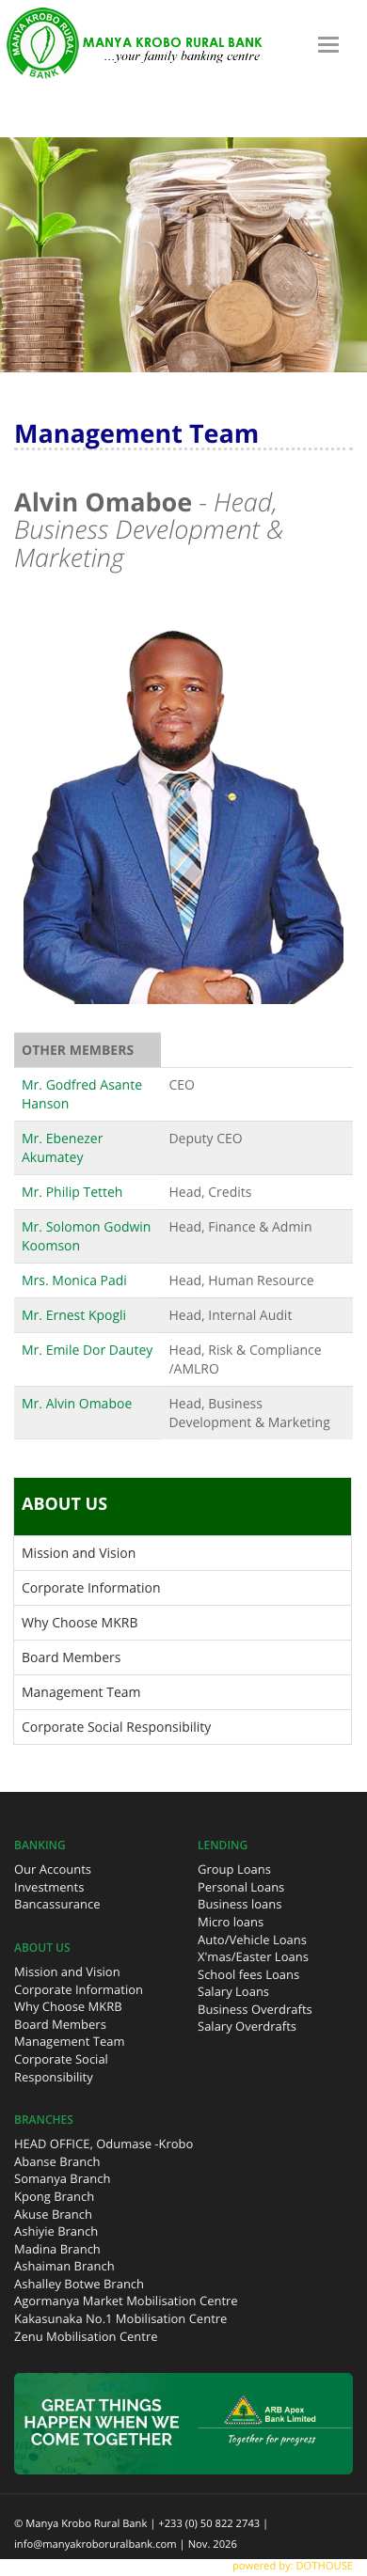 MANYA KROBO RURAL
BANK
MANYA KROBO RURAL BANK
...your family banking centre
Management Team
Alvin Omaboe - Head,
Business Development &
Marketing
OTHER MEMBERS
Mr. Godfred Asante
Hanson
CEO
Mr. Ebenezer
Akumatey
Deputy CEO
Mr. Philip Tetteh
Head, Credits
Mr. Solomon Godwin
Koomson
Head, Finance & Admin
Mrs. Monica Padi
Head, Human Resource
Mr. Ernest Kpogli
Head, Internal Audit
Mr. Emile Dor Dautey
Head, Risk & Compliance
/AMLRO
Mr. Alvin Omaboe
Head, Business
Development & Marketing
ABOUT US
Mission and Vision
Corporate Information
Why Choose MKRB
Board Members
Management Team
Corporate Social Responsibility
BANKING
Our Accounts
Investments
Bancassurance
LENDING
Group Loans
Personal Loans
Business loans
Micro loans
Auto/Vehicle Loans
X'mas/Easter Loans
School fees Loans
Salary Loans
Business Overdrafts
Salary Overdrafts
ABOUT US
Mission and Vision
Corporate Information
Why Choose MKRB
Board Members
Management Team
Corporate Social
Responsibility
BRANCHES
HEAD OFFICE, Odumase -Krobo
Abanse Branch
Somanya Branch
Kpong Branch
Akuse Branch
Ashiyie Branch
Madina Branch
Ashaiman Branch
Ashalley Botwe Branch
Agormanya Market Mobilisation Centre
Kakasunaka No.1 Mobilisation Centre
Zenu Mobilisation Centre
GREAT THINGS
HAPPEN WHEN WE
COME TOGETHER
ARB Apex
Bank Limited
Together for progress
© Manya Krobo Rural Bank | +233 (0) 50 822 2743 |
info@manyakroboruralbank.com | Nov. 2026
powered by: DOTHOUSE